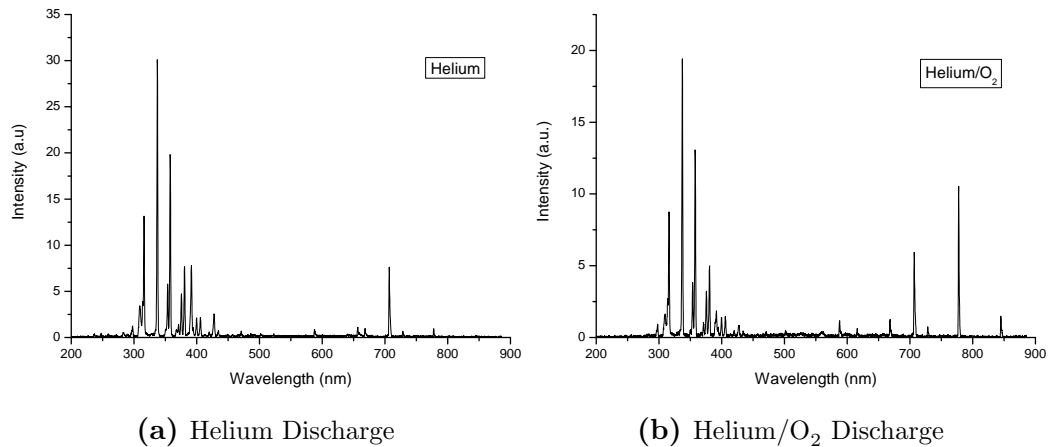 35
30
25
20
15
10
5
0
Intensity (a.u)
Helium
200 300 400 500 600 700 800 900
Wavelength (nm)
(a) Helium Discharge
20
15
10
5
0
Intensity (a.u.)
Helium/O₂
200 300 400 500 600 700 800 900
Wavelength (nm)
(b) Helium/O₂ Discharge